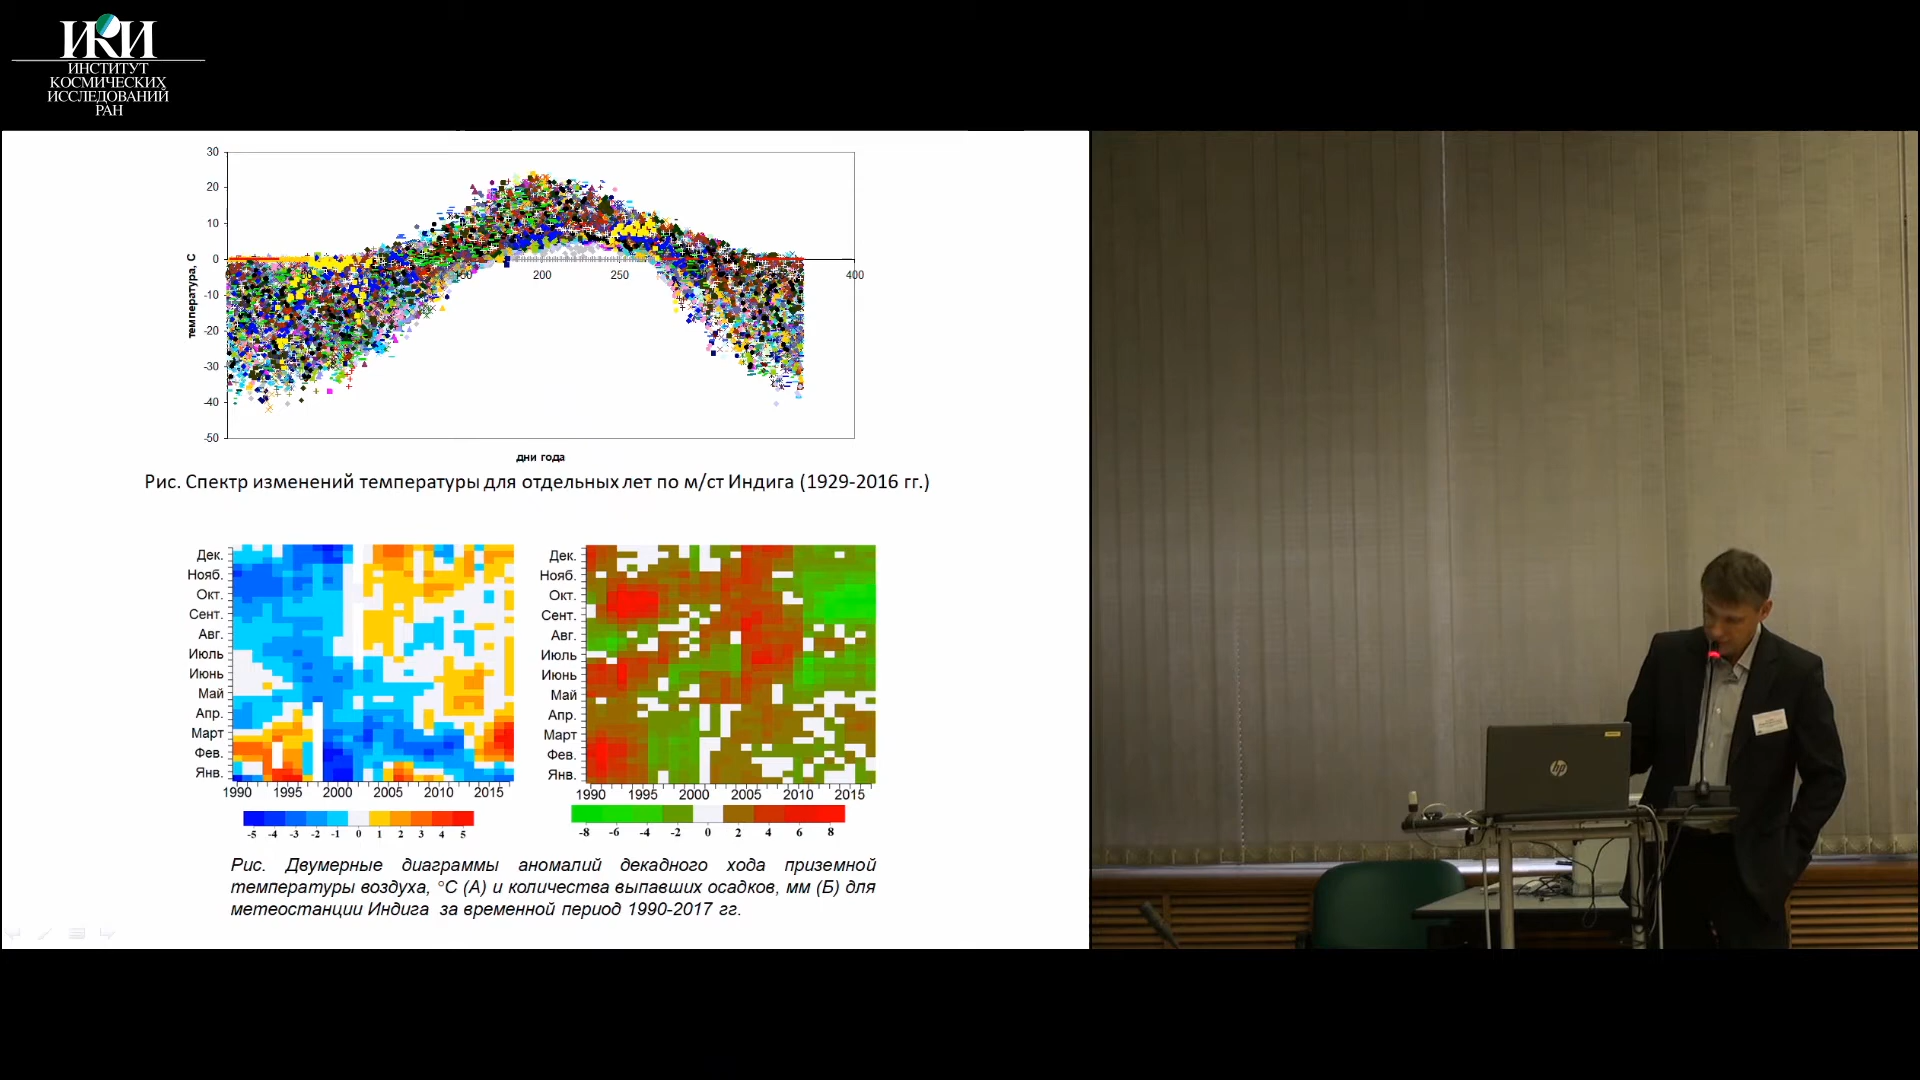 ИКИ
ИНСТИТУТ
КОСМИЧЕСКИХ
ИССЛЕДОВАНИЙ
РАН
30
20
10
0
-10
-20
-30
-40
-50
200
250
400
температура, С
дни года
Рис. Спектр изменений температуры для отдельных лет по м/ст Индига (1929-2016 гг.)
Дек.
Нояб.
Окт.
Сент.
Авг.
Июль
Июнь
Май
Апр.
Март
Фев.
Янв.
1990 1995 2000 2005 2010 2015
-5 -4 -3 -2 -1 0 1 2 3 4 5
Дек.
Нояб.
Окт.
Сент.
Авг.
Июль
Июнь
Май
Апр.
Март
Фев.
Янв.
1990 1995 2000 2005 2010 2015
-8 -6 -4 -2 0 2 4 6 8
Рис. Двумерные диаграммы аномалий декадного хода приземной
температуры воздуха, °С (А) и количества выпавших осадков, мм (Б) для
метеостанции Индига за временной период 1990-2017 гг.
hp